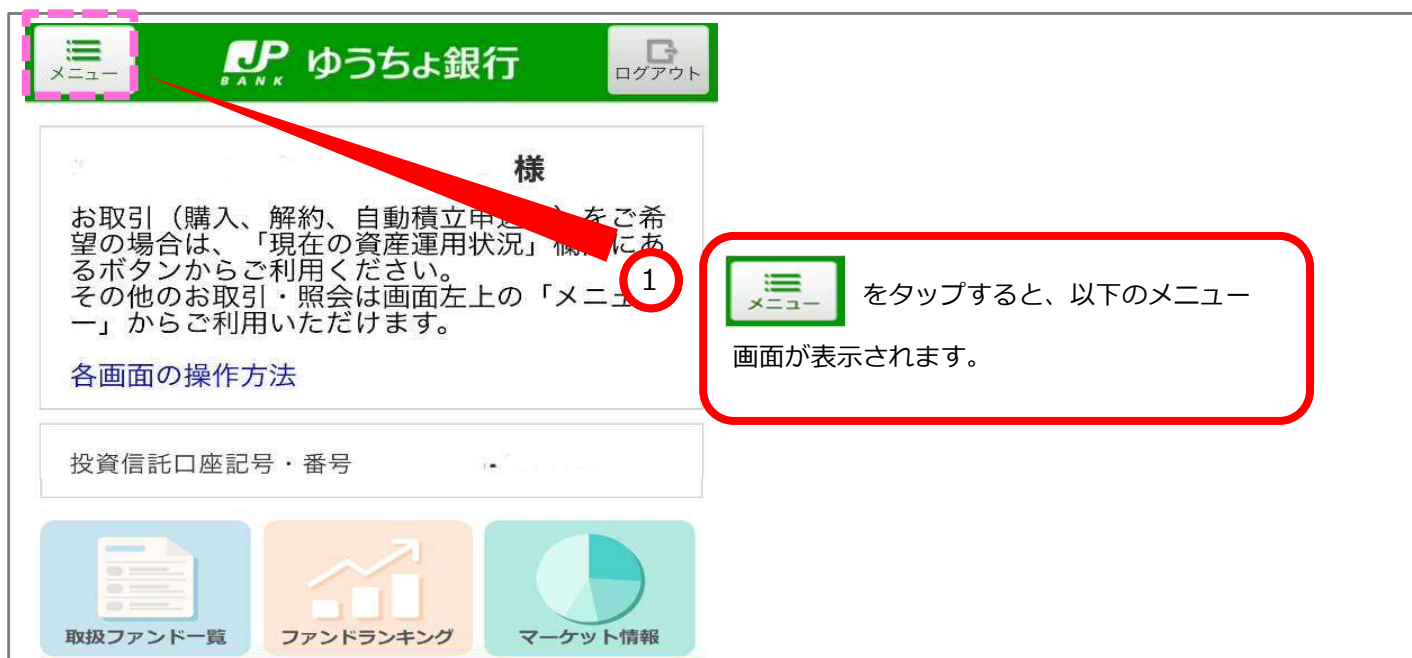 メニュー
JP BANK ゆうちょ銀行
ログアウト
様
お取引（購入、解約、自動積立申 をご希
望の場合は、「現在の資産運用状況」 にあ
るボタンからご利用ください。
その他のお取引・照会は画面左上の「メニュ
ー」からご利用いただけます。
各画面の操作方法
1
メニュー をタップすると、以下のメニュー
画面が表示されます。
投資信託口座記号・番号
取扱ファンド一覧
ファンドランキング
マーケット情報